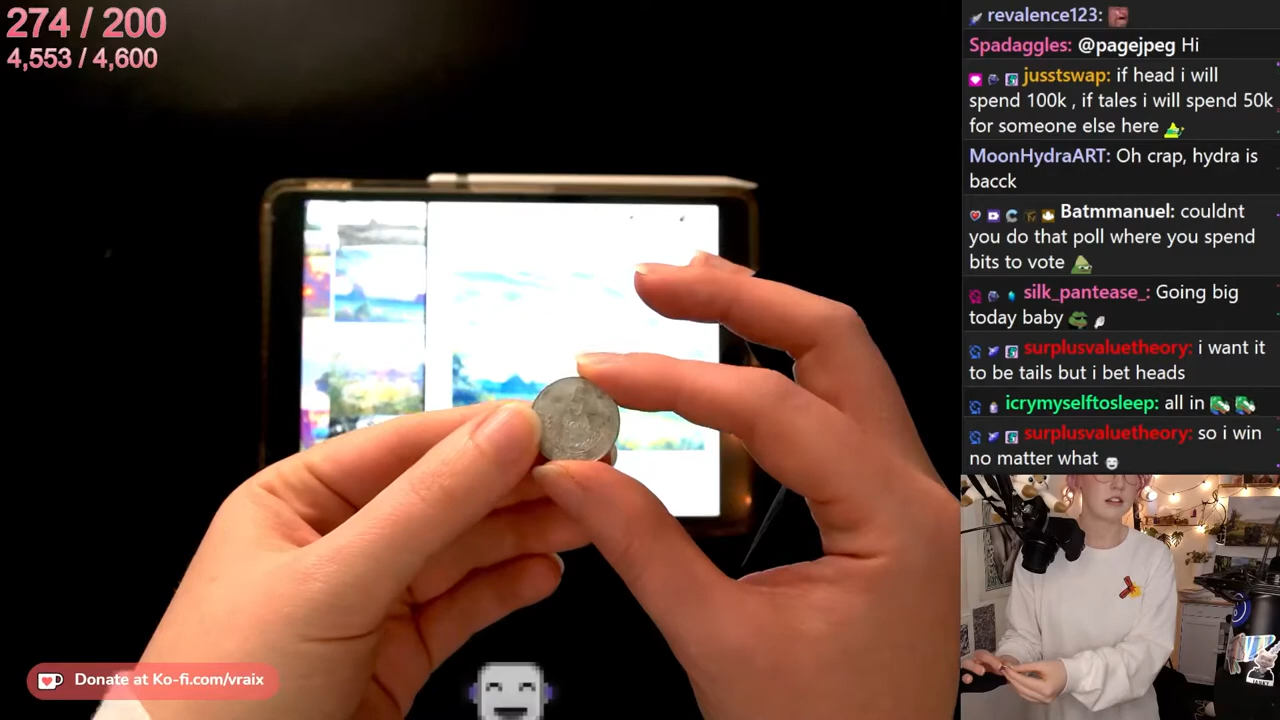 274 / 200
4,553 / 4,600
revalence123:
Spadaggles: @pagejpeg Hi
jusstswap: if head i will
spend 100k , if tales i will spend 50k
for someone else here
MoonHydraART: Oh crap, hydra is
bacck
Batmmanuel: couldnt
you do that poll where you spend
bits to vote
silk_pantease_: Going big
today baby
surplusvaluetheory: i want it
to be tails but i bet heads
icrymyselftosleep: all in
surplusvaluetheory: so i win
no matter what
Donate at Ko-fi.com/vraix